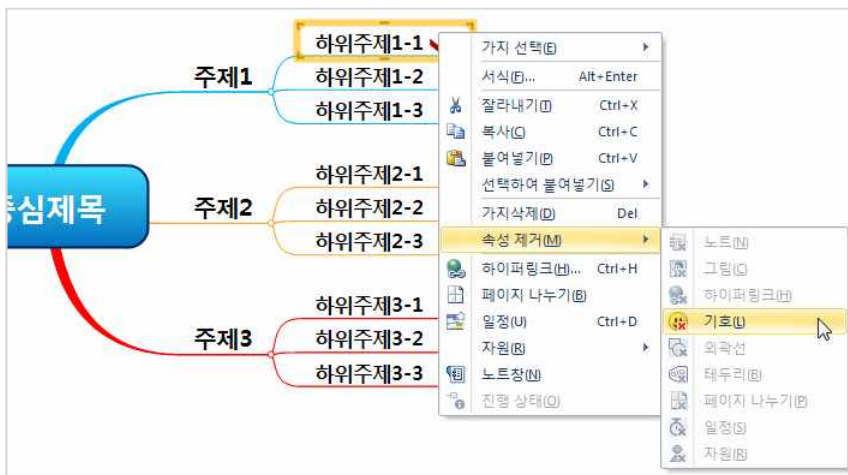 중심제목
주제1
하위주제1-1
하위주제1-2
하위주제1-3
주제2
하위주제2-1
하위주제2-2
하위주제2-3
주제3
하위주제3-1
하위주제3-2
하위주제3-3
가지 선택(E)
서식(F)... Alt+Enter
잘라내기(T) Ctrl+X
복사(C) Ctrl+C
붙여넣기(P) Ctrl+V
선택하여 붙여넣기(S)
가지삭제(D) Del
속성 제거(M)
하이퍼링크(H)... Ctrl+H
페이지 나누기(B)
일정(U) Ctrl+D
자원(R)
노트창(N)
진행 상태(O)
노트(N)
그림(C)
하이퍼링크(H)
기호(L)
외곽선
테두리(B)
페이지 나누기(P)
일정(S)
자원(R)